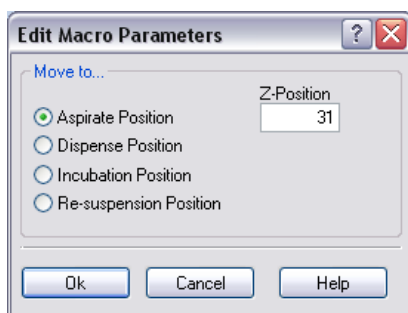 Edit Macro Parameters
Move to...
Z-Position
Aspirate Position
31
Dispense Position
Incubation Position
Re-suspension Position
Ok
Cancel
Help